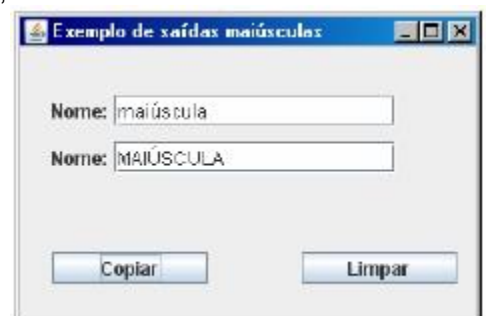 Exemplo de saídas maiúsculas
Nome: maiúscula
Nome: MAIÚSCULA
Copiar Limpar